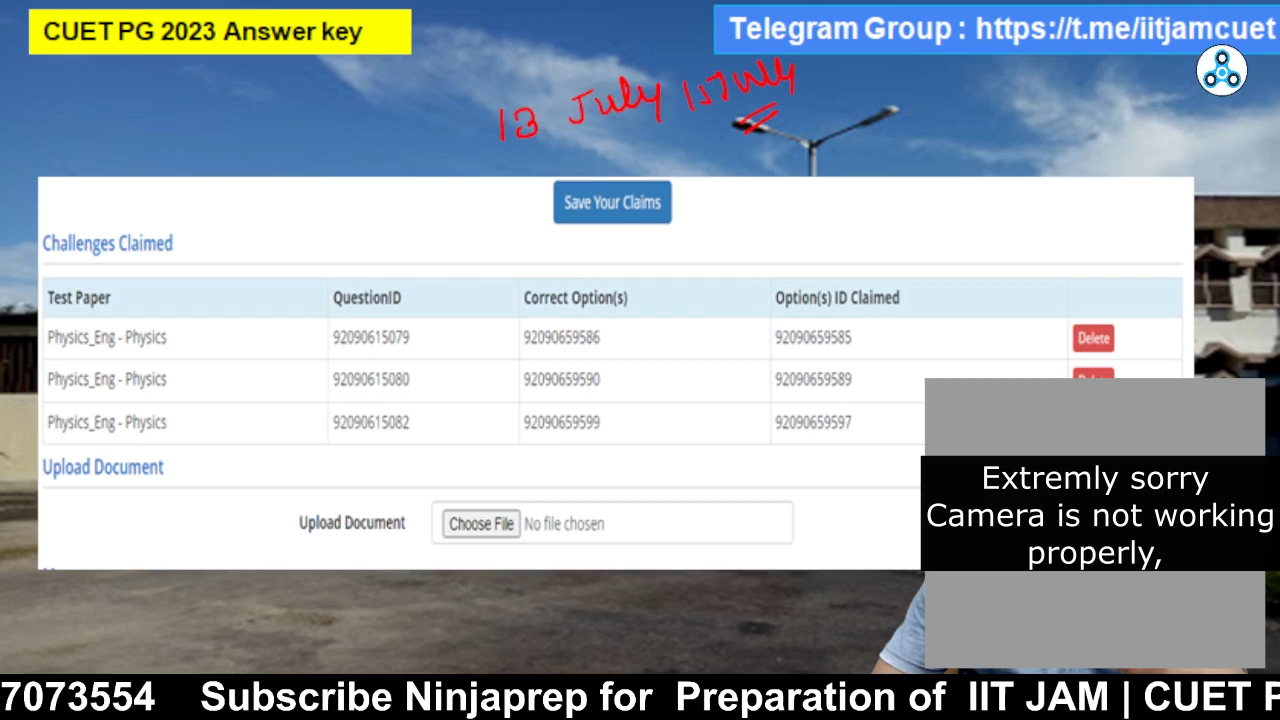 CUET PG 2023 Answer key
Telegram Group : https://t.me/iitjamcuet
13 July 15 July
Save Your Claims
Challenges Claimed
Test Paper QuestionID Correct Option(s) Option(s) ID Claimed
Physics_Eng - Physics 92090615079 92090659586 92090659585 Delete
Physics_Eng - Physics 92090615080 92090659590 92090659589
Physics_Eng - Physics 92090615082 92090659599 92090659597
Upload Document
Upload Document Choose File No file chosen
Extremly sorry
Camera is not working
properly,
7073554 Subscribe Ninjaprep for Preparation of IIT JAM | CUET P